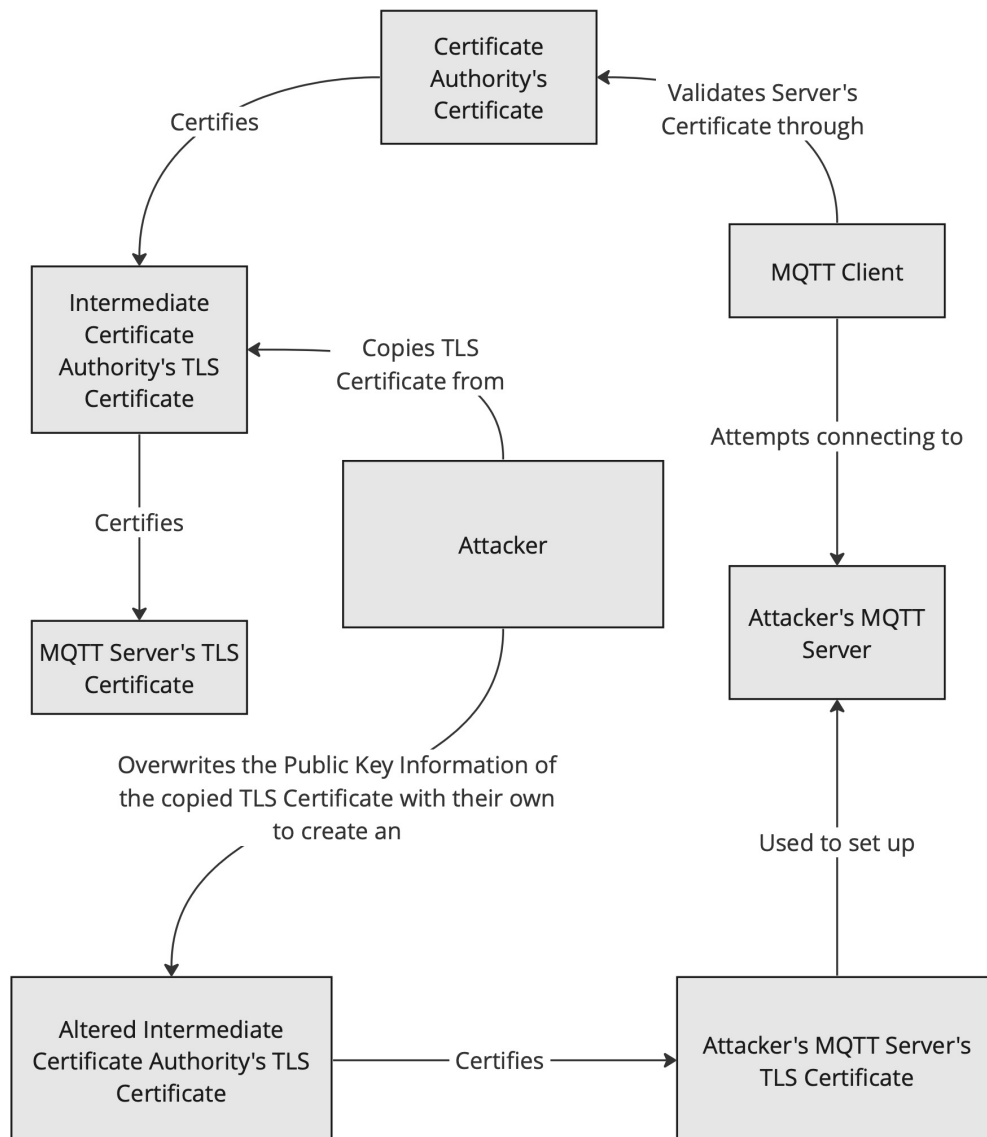 Certificate
Authority's
Certificate
Validates Server's
Certificate through
Certifies
MQTT Client
Intermediate
Certificate
Authority's TLS
Certificate
Copies TLS
Certificate from
Attempts connecting to
Certifies
Attacker
Attacker's MQTT
Server
MQTT Server's TLS
Certificate
Overwrites the Public Key Information of
the copied TLS Certificate with their own
to create an
Used to set up
Altered Intermediate
Certificate Authority's TLS
Certificate
Certifies
Attacker's MQTT Server's
TLS Certificate